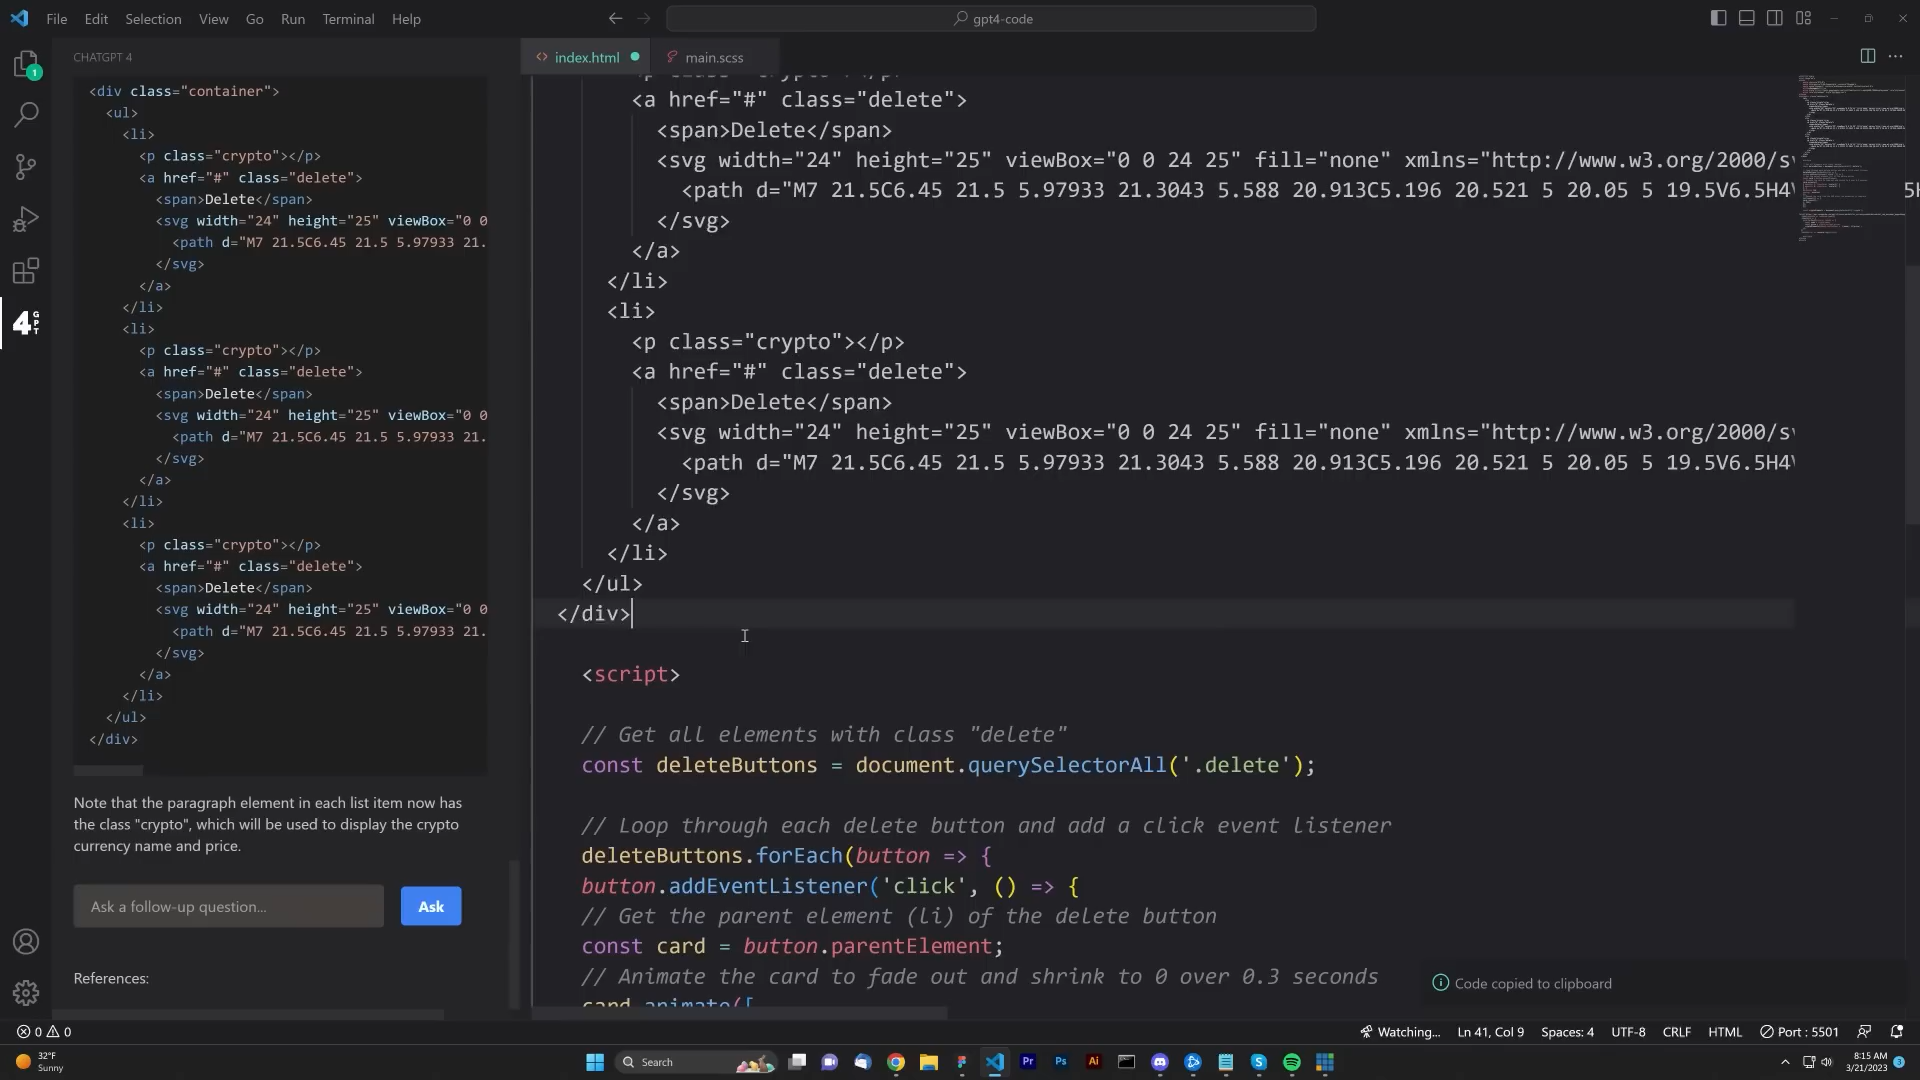 File Edit Selection View Go Run Terminal Help
gpt4-code
CHATGPT 4
<div class="container">
<ul>
<li>
<p class="crypto"></p>
<a href="#" class="delete">
<span>Delete</span>
<svg width="24" height="25" viewBox="0 0
<path d="M7 21.5C6.45 21.5 5.97933 21.
</svg>
</a>
</li>
<li>
<p class="crypto"></p>
<a href="#" class="delete">
<span>Delete</span>
<svg width="24" height="25" viewBox="0 0
<path d="M7 21.5C6.45 21.5 5.97933 21.
</svg>
</a>
</li>
<li>
<p class="crypto"></p>
<a href="#" class="delete">
<span>Delete</span>
<svg width="24" height="25" viewBox="0 0
<path d="M7 21.5C6.45 21.5 5.97933 21.
</svg>
</a>
</li>
</ul>
</div>
Note that the paragraph element in each list item now has
the class "crypto", which will be used to display the crypto
currency name and price.
Ask a follow-up question...
Ask
References:
1
4 GPT
index.html
main.scss
<a href="#" class="delete">
<span>Delete</span>
<svg width="24" height="25" viewBox="0 0 24 25" fill="none" xmlns="http://www.w3.org/2000/sv
<path d="M7 21.5C6.45 21.5 5.97933 21.3043 5.588 20.913C5.196 20.521 5 20.05 5 19.5V6.5H4V
</svg>
</a>
</li>
<li>
<p class="crypto"></p>
<a href="#" class="delete">
<span>Delete</span>
<svg width="24" height="25" viewBox="0 0 24 25" fill="none" xmlns="http://www.w3.org/2000/sv
<path d="M7 21.5C6.45 21.5 5.97933 21.3043 5.588 20.913C5.196 20.521 5 20.05 5 19.5V6.5H4V
</svg>
</a>
</li>
</ul>
</div>
<script>
// Get all elements with class "delete"
const deleteButtons = document.querySelectorAll('.delete');
// Loop through each delete button and add a click event listener
deleteButtons.forEach(button => {
button.addEventListener('click', () => {
// Get the parent element (li) of the delete button
const card = button.parentElement;
// Animate the card to fade out and shrink to 0 over 0.3 seconds
card.animate([
Code copied to clipboard
0 0
Watching... Ln 41, Col 9 Spaces: 4 UTF-8 CRLF HTML Port : 5501
32°F
Sunny
Search
Pr Ps Ai
8:15 AM
3/21/2023
3